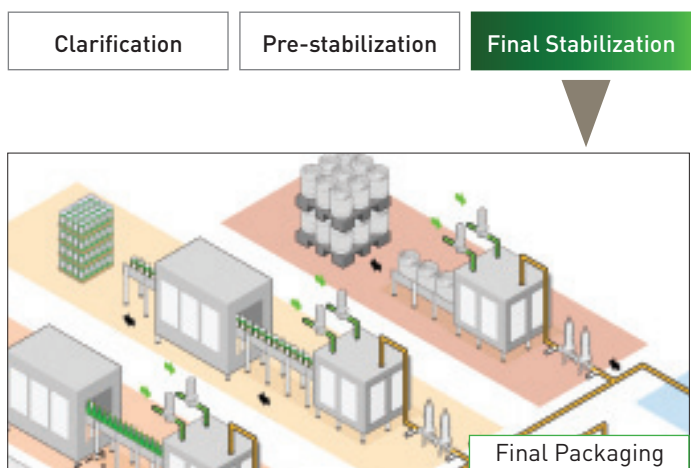 Clarification
Pre-stabilization
Final Stabilization
Final Packaging